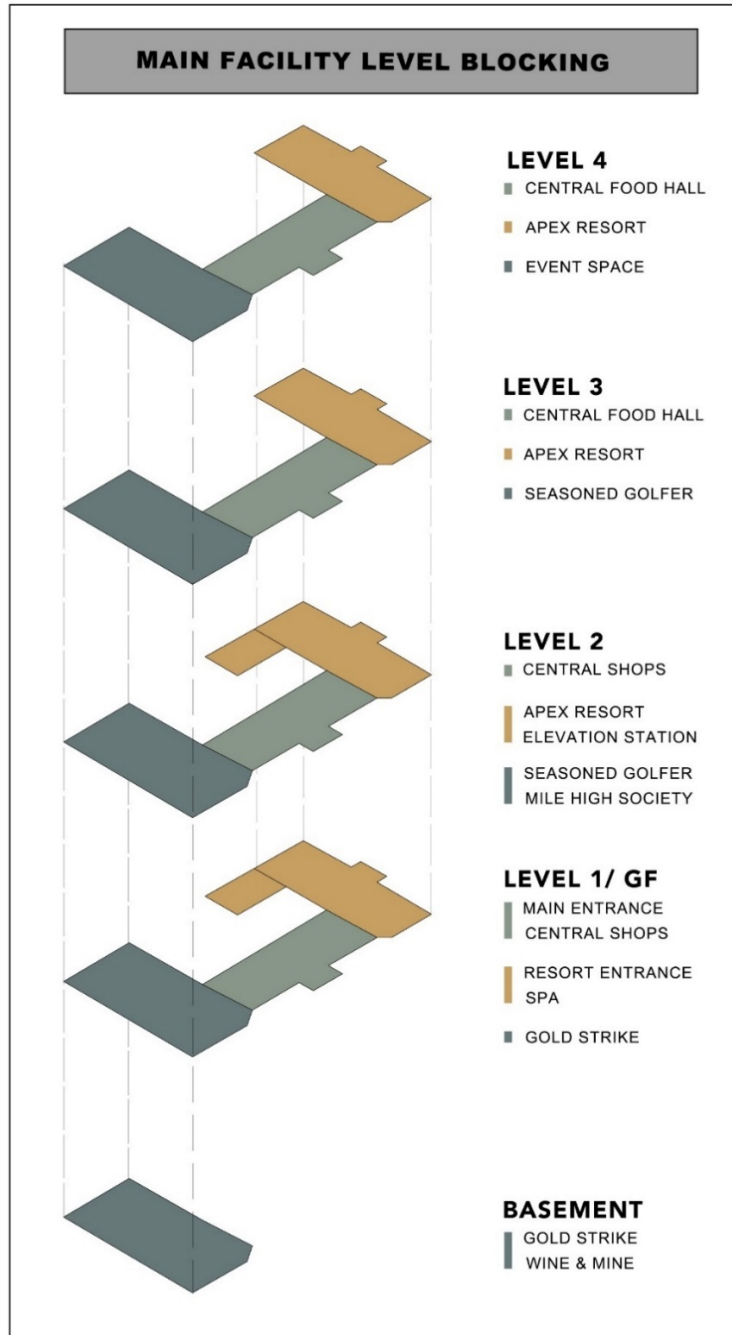 MAIN FACILITY LEVEL BLOCKING
LEVEL 4
CENTRAL FOOD HALL
APEX RESORT
EVENT SPACE
LEVEL 3
CENTRAL FOOD HALL
APEX RESORT
SEASONED GOLFER
LEVEL 2
CENTRAL SHOPS
APEX RESORT
ELEVATION STATION
SEASONED GOLFER
MILE HIGH SOCIETY
LEVEL 1/ GF
MAIN ENTRANCE
CENTRAL SHOPS
RESORT ENTRANCE
SPA
GOLD STRIKE
BASEMENT
GOLD STRIKE
WINE & MINE